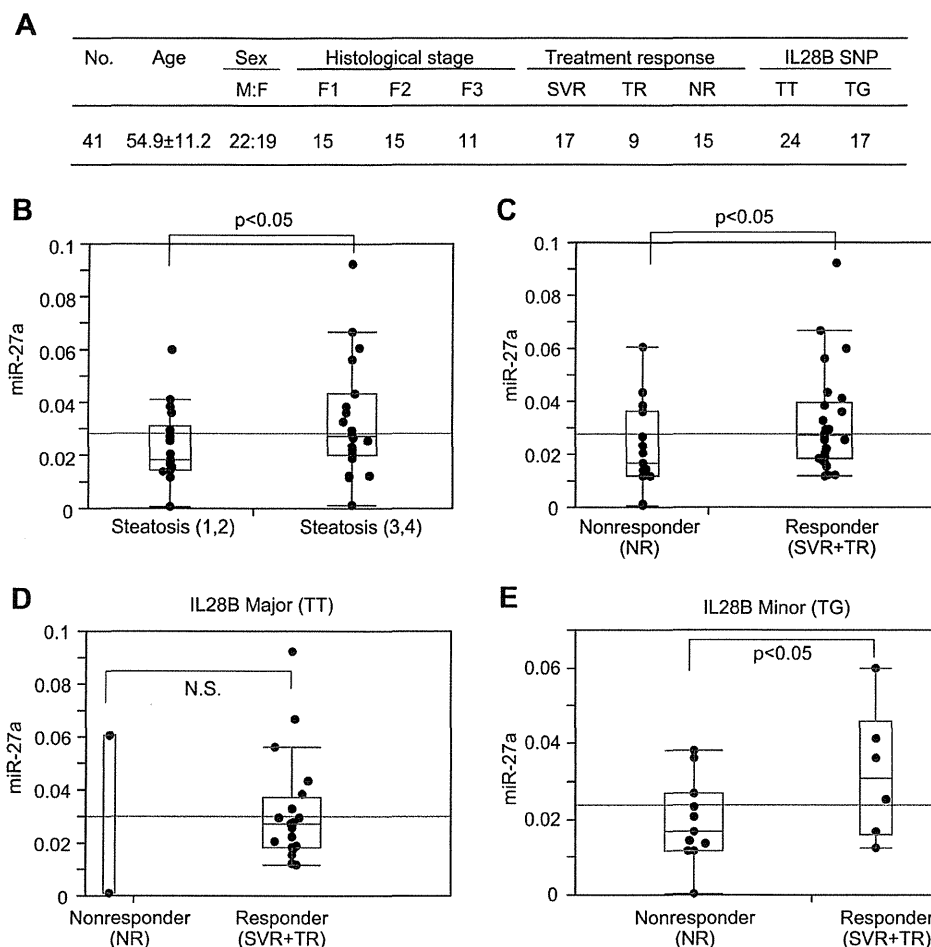 A
No. Age Sex Histological stage Treatment response IL28B SNP
M:F F1 F2 F3 SVR TR NR TT TG
41 54.9±11.2 22:19 15 15 11 17 9 15 24 17
B
p<0.05
0.1
0.08
0.06
0.04
0.02
0
miR-27a
Steatosis (1,2) Steatosis (3,4)
C
p<0.05
0.1
0.08
0.06
0.04
0.02
0
miR-27a
Nonresponder Responder
(NR) (SVR+TR)
D
IL28B Major (TT)
0.1
0.08
0.06
0.04
0.02
0
miR-27a
N.S.
Nonresponder Responder
(NR) (SVR+TR)
E
IL28B Minor (TG)
p<0.05
0.06
0.04
0.02
0
miR-27a
Nonresponder Responder
(NR) (SVR+TR)